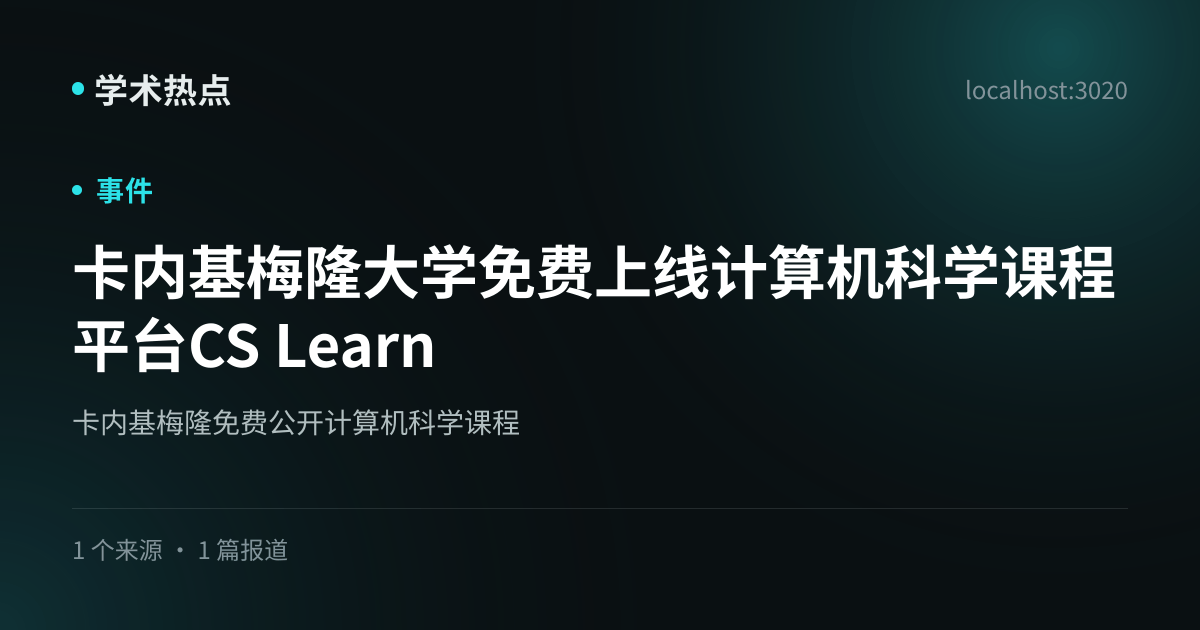 学术热点
localhost:3020
事件
卡内基梅隆大学免费上线计算机科学课程
平台CS Learn
卡内基梅隆免费公开计算机科学课程
1 个来源 · 1 篇报道